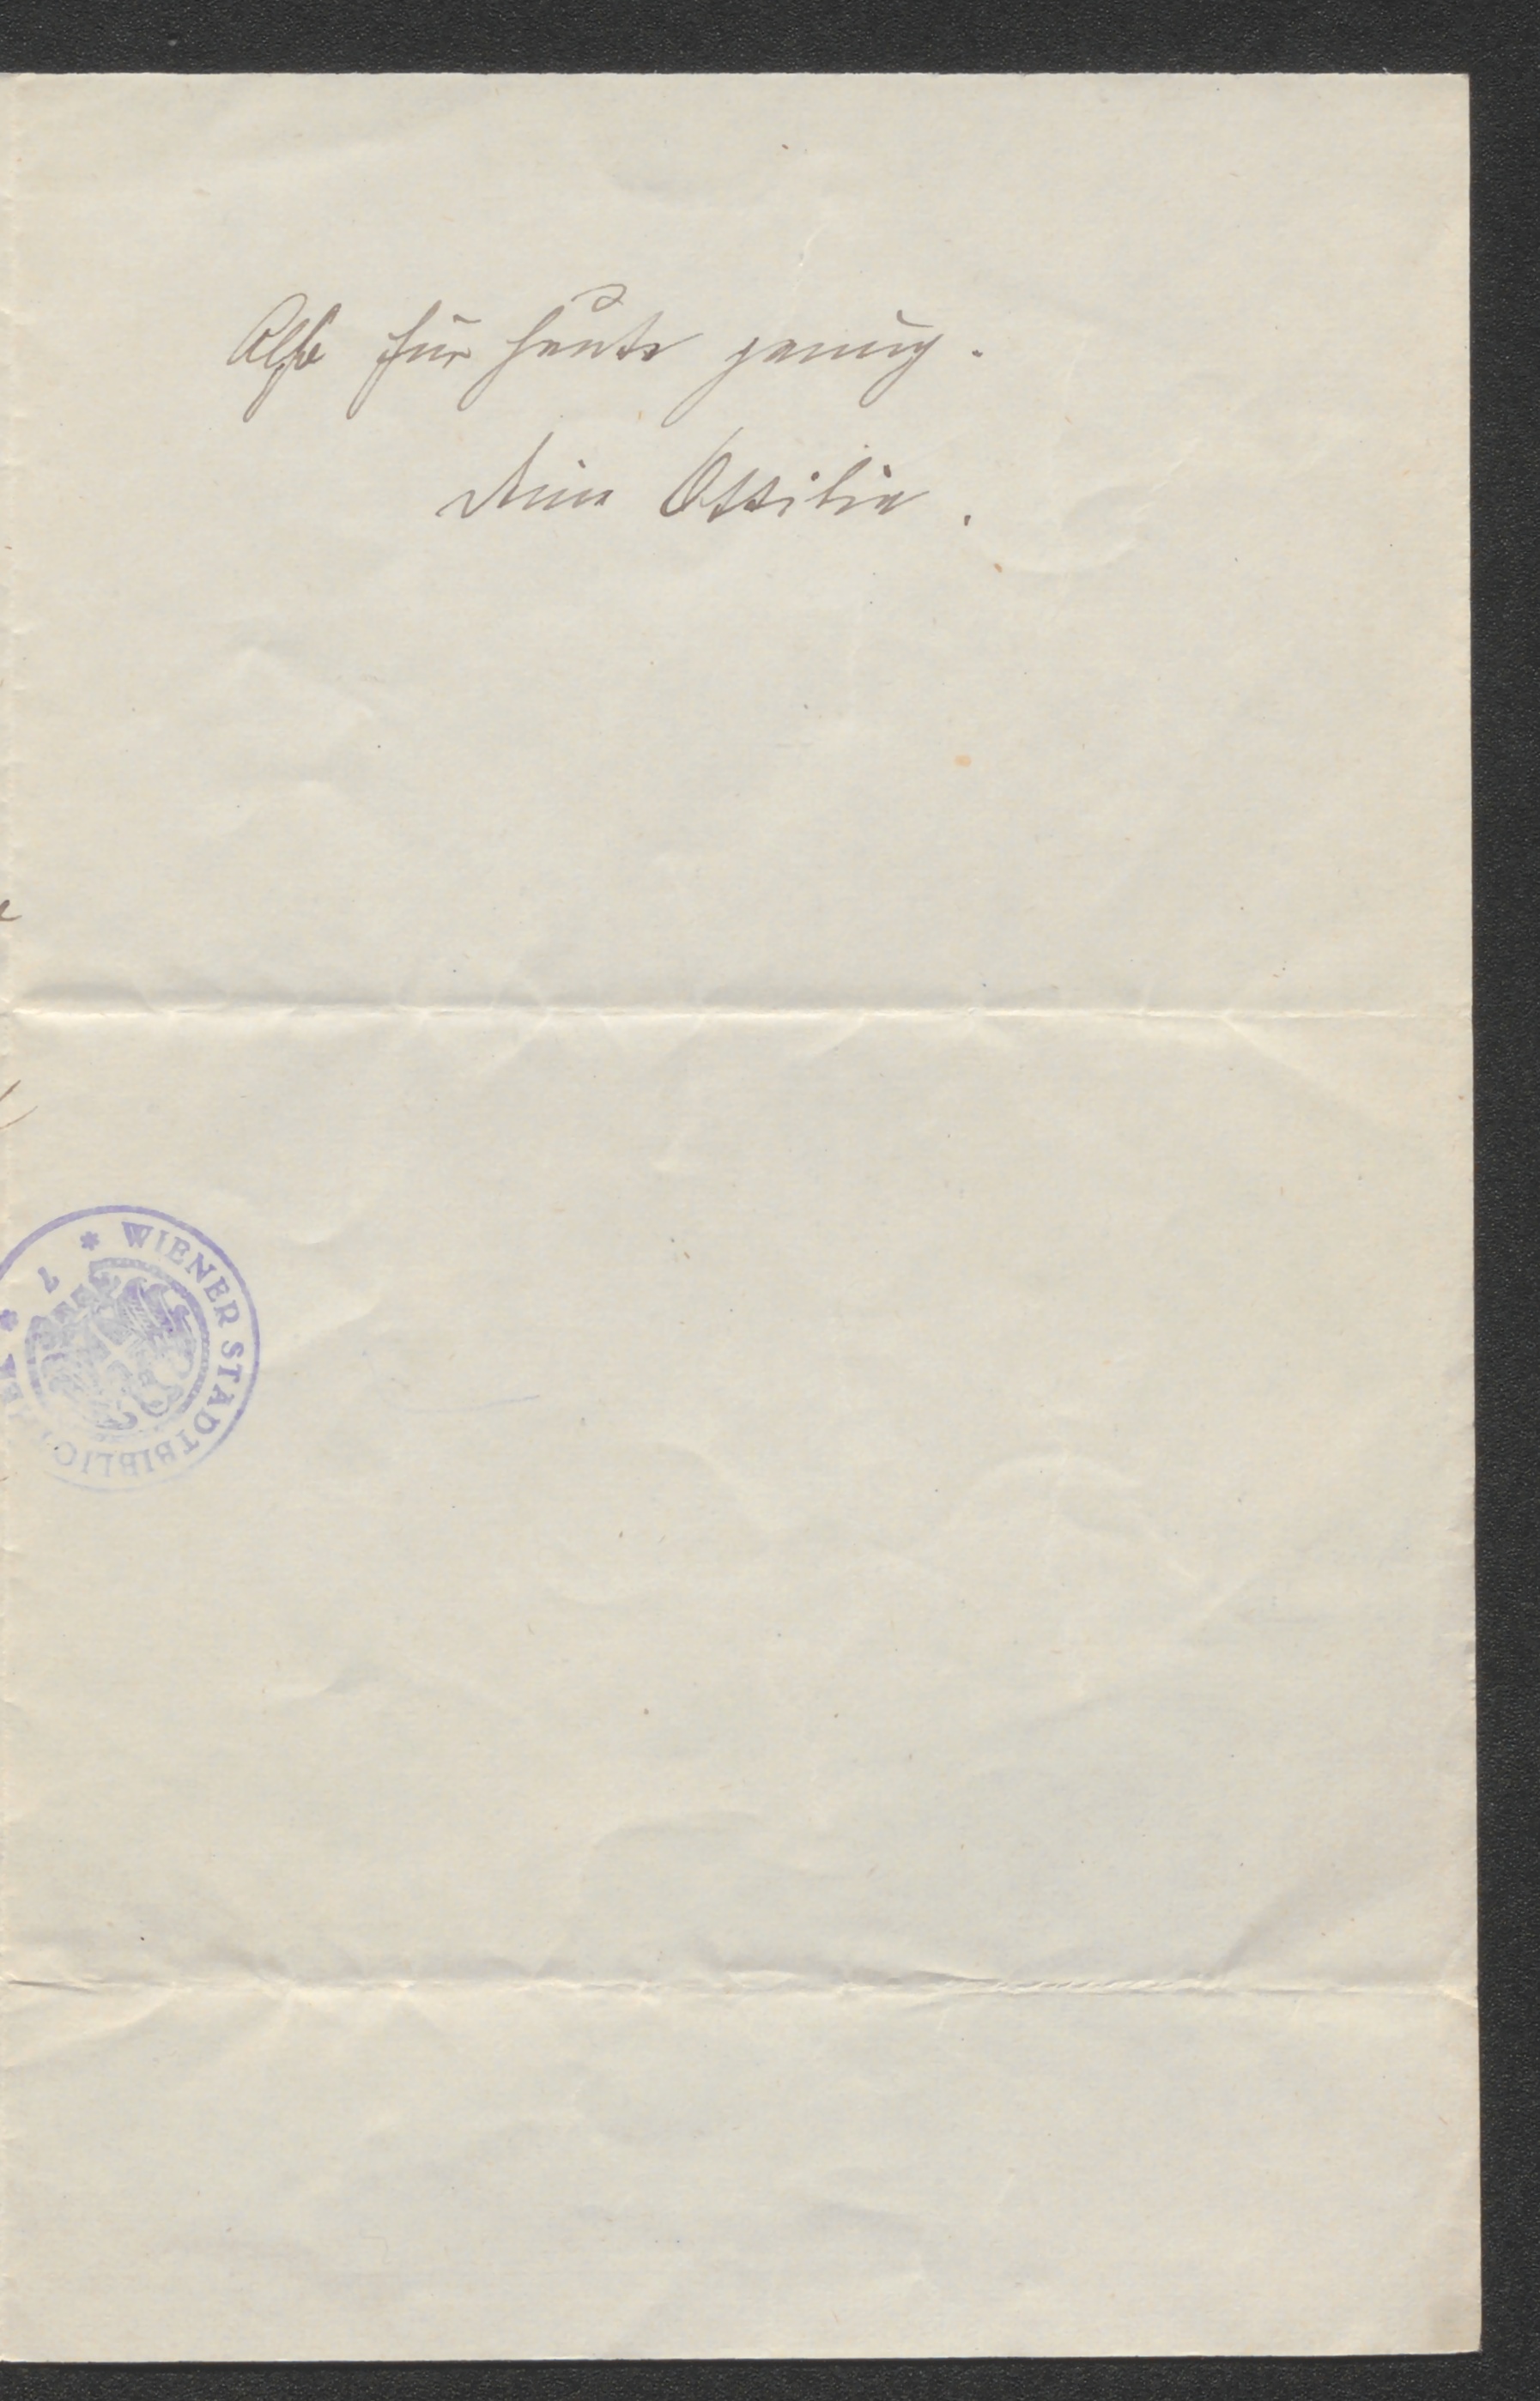 Also für heute genug.
Deine Ottilie.
* WIENER STADTBIBLIOTHEK *